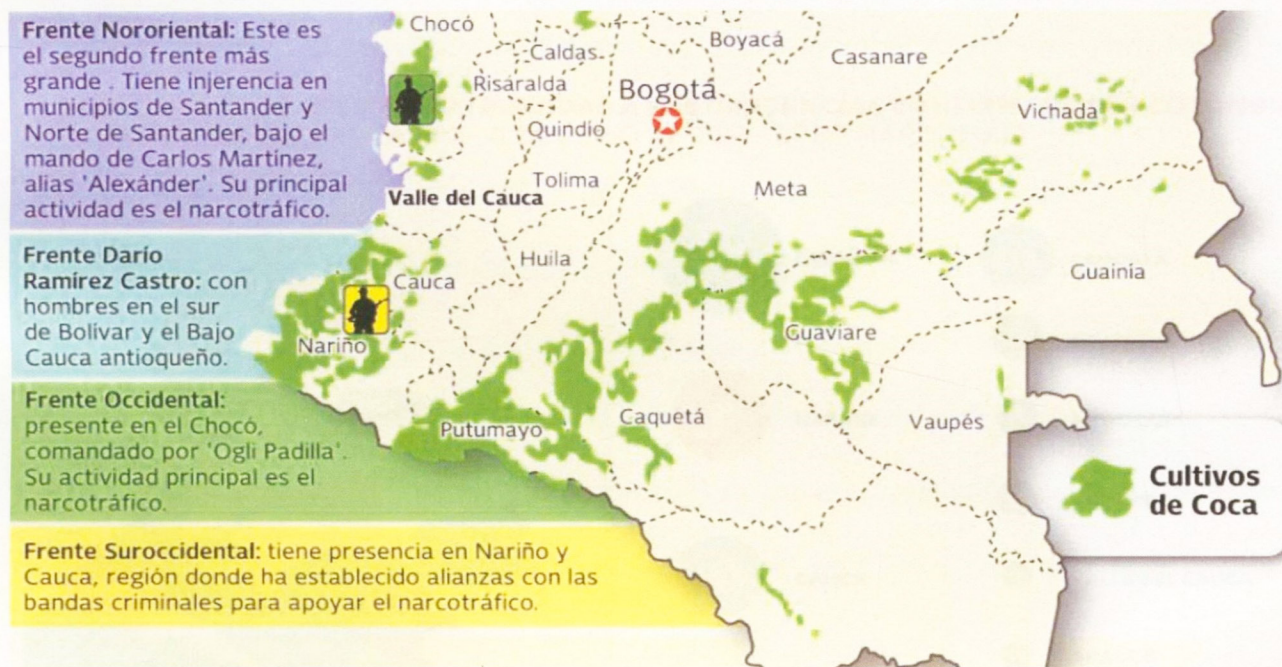 Frente Nororiental: Este es
el segundo frente más
grande . Tiene injerencia en
municipios de Santander y
Norte de Santander, bajo el
mando de Carlos Martínez,
alias 'Alexánder'. Su principal
actividad es el narcotráfico.
Frente Darío
Ramírez Castro: con
hombres en el sur
de Bolívar y el Bajo
Cauca antioqueño.
Frente Occidental:
presente en el Chocó,
comandado por 'Ogli Padilla'.
Su actividad principal es el
narcotráfico.
Frente Suroccidental: tiene presencia en Nariño y
Cauca, región donde ha establecido alianzas con las
bandas criminales para apoyar el narcotráfico.
Chocó
Caldas
Boyacá
Casanare
Risaralda
Bogotá
Vichada
Quindío
Tolima
Meta
Valle del Cauca
Huila
Cauca
Guainía
Nariño
Guaviare
Putumayo
Caquetá
Vaupés
Cultivos
de Coca